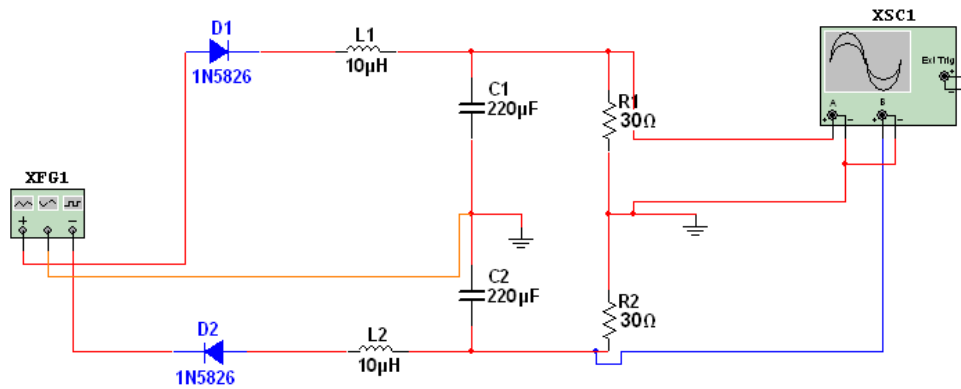 XSC1
Ext Trig
+
-
A
B
+
-
+
-
D1
1N5826
L1
10µH
C1
220µF
R1
30Ω
XFG1
+
-
C2
220µF
R2
30Ω
D2
1N5826
L2
10µH